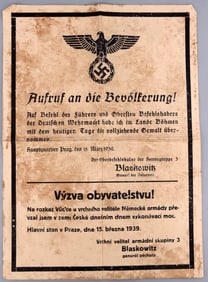 Aufruf an die Bevölkerung!
Auf Befehl des Führers und Obersten Befehlshabers
der Deutschen Wehrmacht habe ich im Lande Böhmen
mit dem heutigen Tage die vollziehende Gewalt über-
nommen.
Hauptquartier Prag, den 15. März 1939.
Der Oberbefehlshaber der Heeresgruppe 3
Blaskowitz
General der Infanterie.
Výzva obyvatelstvu!
Na rozkaz Vůdce a vrchního velitele Německé armády pře-
vzal jsem v zemi České dnešním dnem vykonávací moc.
Hlavní stan v Praze, dne 15. března 1939.
Vrchní velitel armádní skupiny 3
Blaskowitz
generál pěchoty